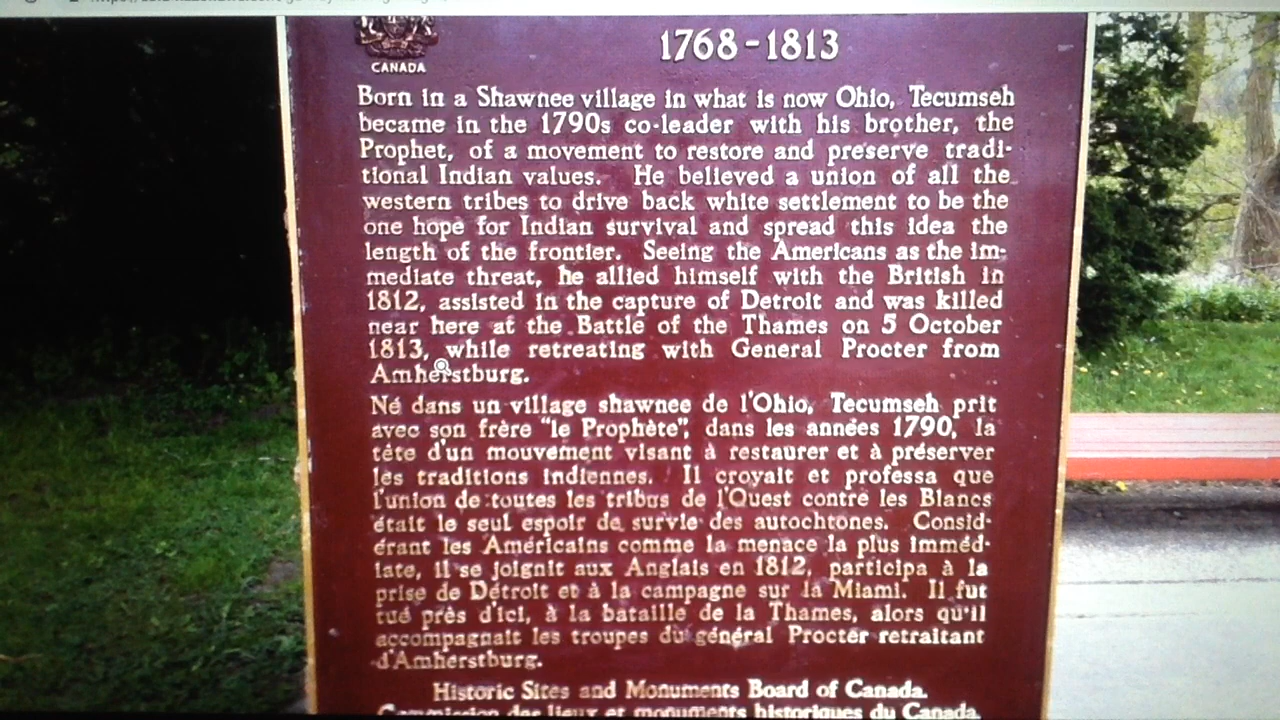 1768-1813
CANADA
Born in a Shawnee village in what is now Ohio, Tecumseh
became in the 1790s co-leader with his brother, the
Prophet, of a movement to restore and preserve tradi-
tional Indian values. He believed a union of all the
western tribes to drive back white settlement to be the
one hope for Indian survival and spread this idea the
length of the frontier. Seeing the Americans as the im-
mediate threat, he allied himself with the British in
1812, assisted in the capture of Detroit and was killed
near here at the Battle of the Thames on 5 October
1813, while retreating with General Procter from
Amherstburg.
Né dans un village shawnee de l'Ohio, Tecumseh prit
avec son frère "le Prophète", dans les années 1790, la
tête d'un mouvement visant à restaurer et à préserver
les traditions indiennes. Il croyait et professa que
l'union de toutes les tribus de l'Ouest contre les Blancs
était le seul espoir de survie des autochtones. Consid-
érant les Américains comme la menace la plus imméd-
iate, il se joignit aux Anglais en 1812, participa à la
prise de Détroit et à la campagne sur la Miami. Il fut
tué près d'ici, à la bataille de la Thames, alors qu'il
accompagnait les troupes du général Procter retraitant
d'Amherstburg.
Historic Sites and Monuments Board of Canada.
Commission des lieux et monuments historiques du Canada.